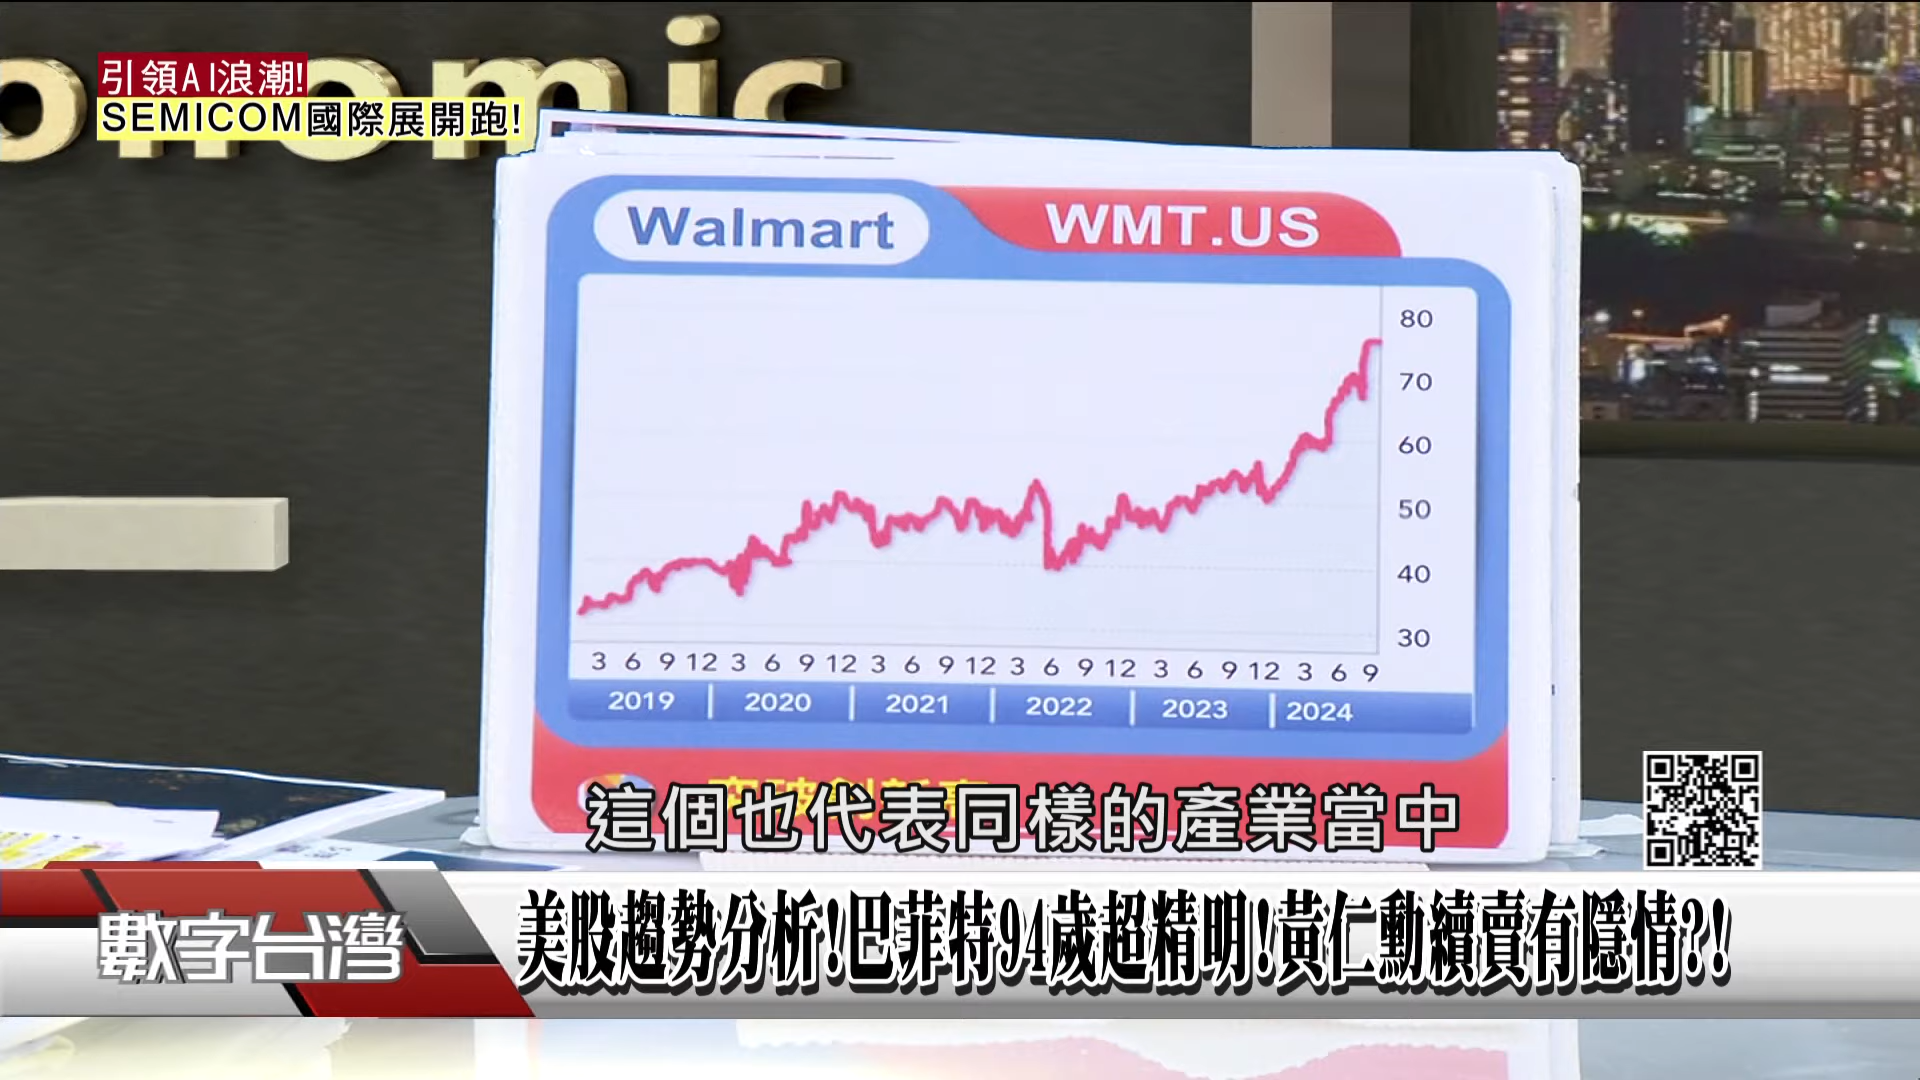 onomic
引領AI浪潮!
SEMICOM國際展開跑!
Walmart
WMT.US
80
70
60
50
40
30
3 6 9 12 3 6 9 12 3 6 9 12 3 6 9 12 3 6 9 12 3 6 9
2019 2020 2021 2022 2023 2024
這個也代表同樣的產業當中
數字台灣
美股趨勢分析!巴菲特94歲超精明!黃仁勳續賣有隱情?!